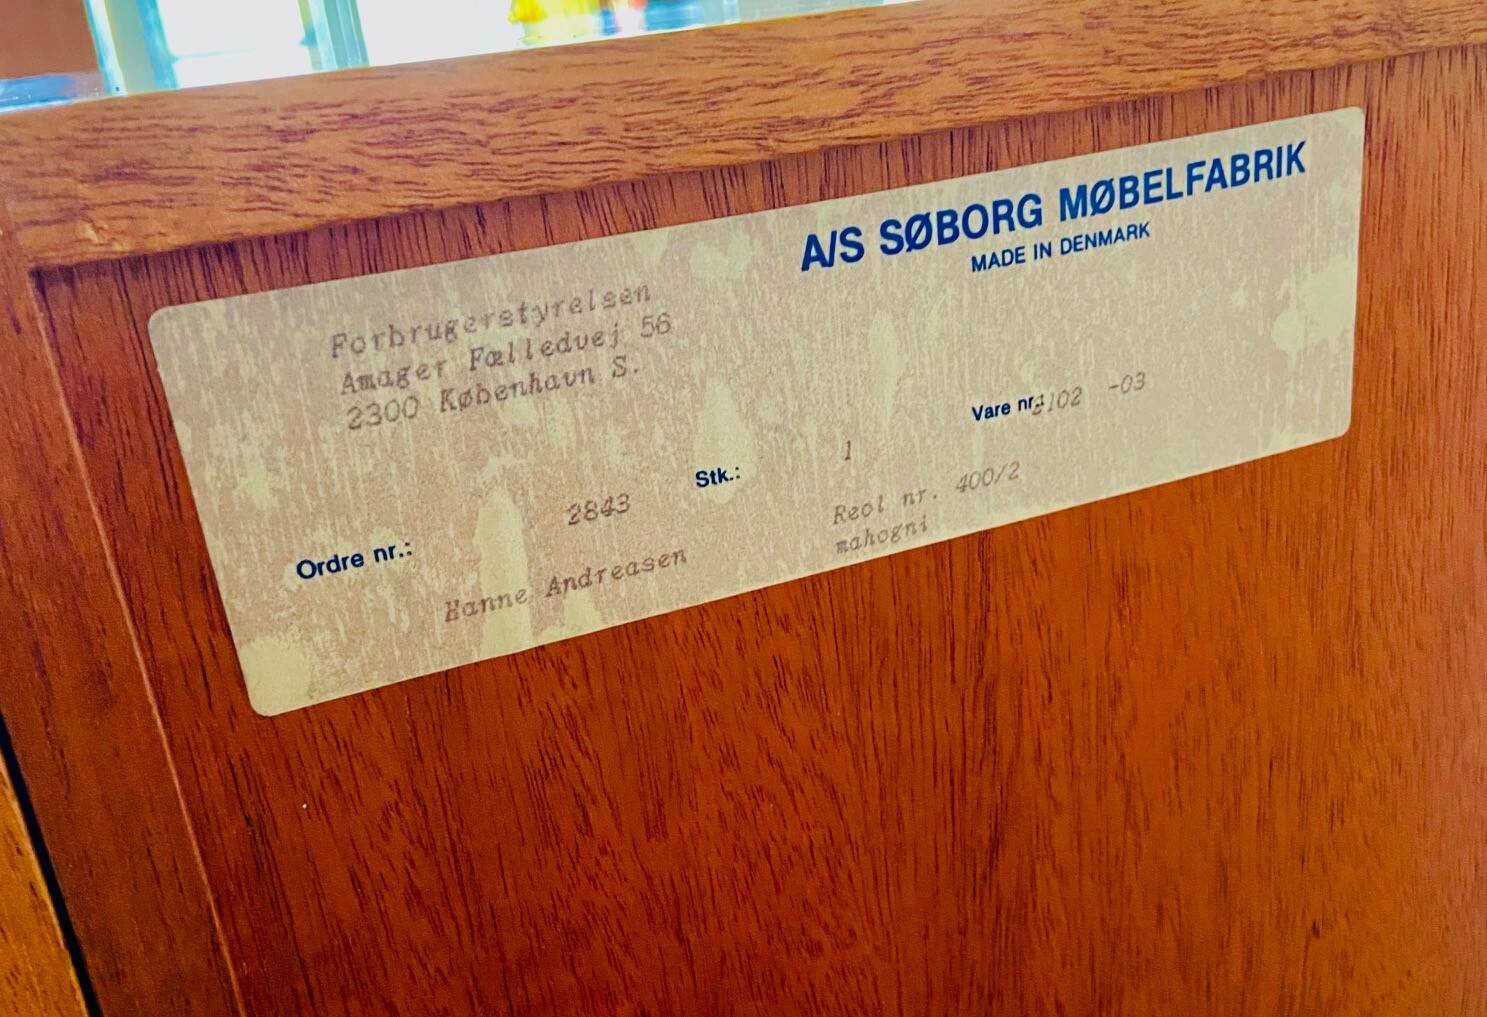 A/S SØBORG MØBELFABRIK
MADE IN DENMARK
Forbrugerstyrelsen
Amager Fælledvej 56
2300 København S.
Vare nr.: 2102 -03
Ordre nr.: 2843
Stk.: 1
Hanne Andreasen
Reol nr. 400/2
mahogni